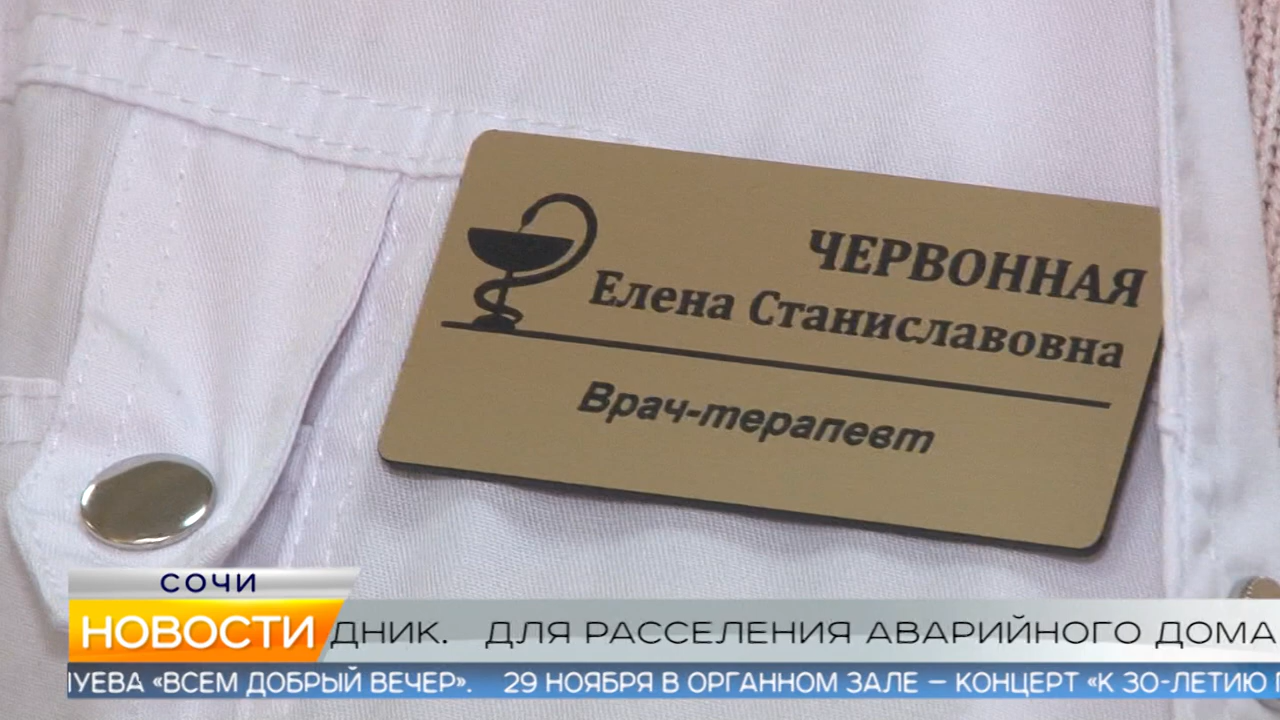 ЧЕРВОННАЯ
Елена Станиславовна
Врач-терапевт
СОЧИ
НОВОСТИ
ДНИК. ДЛЯ РАССЕЛЕНИЯ АВАРИЙНОГО ДОМА
«ВСЕМ ДОБРЫЙ ВЕЧЕР». 29 НОЯБРЯ В ОРГАННОМ ЗАЛЕ – КОНЦЕРТ «К 30-ЛЕТИЮ